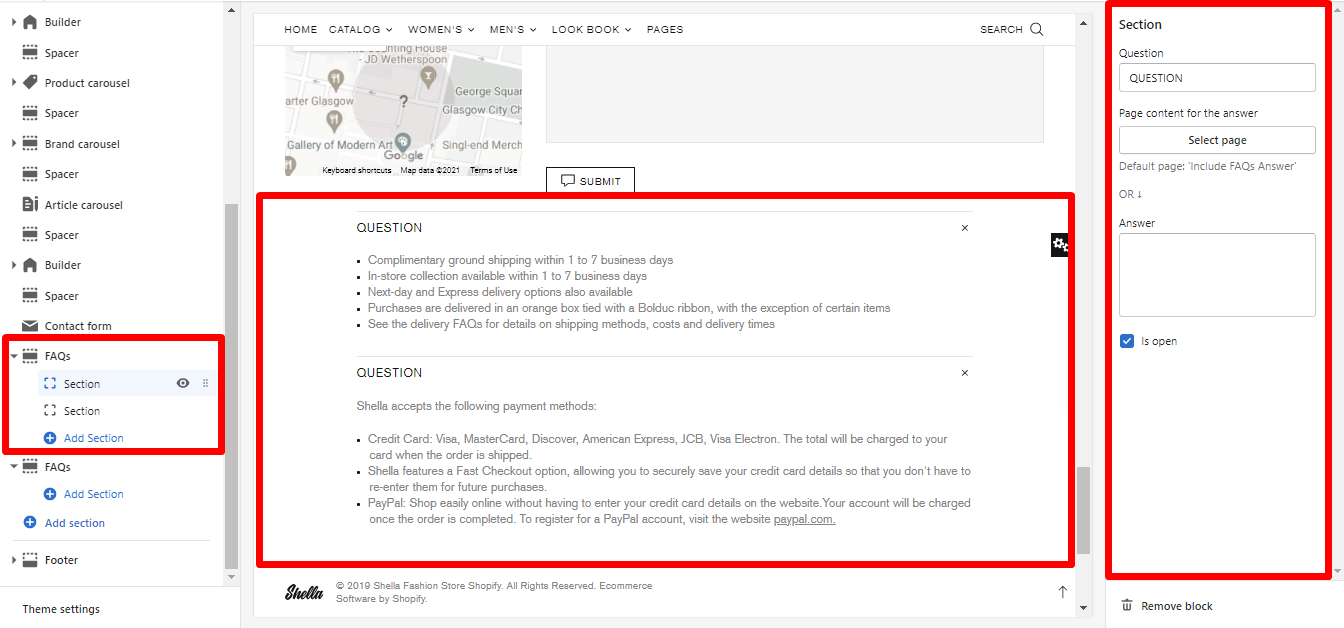 Builder
Spacer
Product carousel
Spacer
Brand carousel
Spacer
Article carousel
Spacer
Builder
Spacer
Contact form
FAQs
Section
Section
Add Section
FAQs
Add Section
Add section
Footer
Theme settings
HOME CATALOG WOMEN'S MEN'S LOOK BOOK PAGES SEARCH
The Counting House
- JD Wetherspoon
George Squar
arter Glasgow
Glasgow City Ch
Gallery of Modern Art
Singl-end Merch
Google
Keyboard shortcuts Map data ©2021 Terms of Use
SUBMIT
QUESTION
Complimentary ground shipping within 1 to 7 business days
In-store collection available within 1 to 7 business days
Next-day and Express delivery options also available
Purchases are delivered in an orange box tied with a Bolduc ribbon, with the exception of certain items
See the delivery FAQs for details on shipping methods, costs and delivery times
QUESTION
Shella accepts the following payment methods:
Credit Card: Visa, MasterCard, Discover, American Express, JCB, Visa Electron. The total will be charged to your
card when the order is shipped.
Shella features a Fast Checkout option, allowing you to securely save your credit card details so that you don't have to
re-enter them for future purchases.
PayPal: Shop easily online without having to enter your credit card details on the website.Your account will be charged
once the order is completed. To register for a PayPal account, visit the website paypal.com.
Shella
© 2019 Shella Fashion Store Shopify. All Rights Reserved. Ecommerce
Software by Shopify.
Section
Question
QUESTION
Page content for the answer
Select page
Default page: 'Include FAQs Answer'
OR ↓
Answer
Is open
Remove block